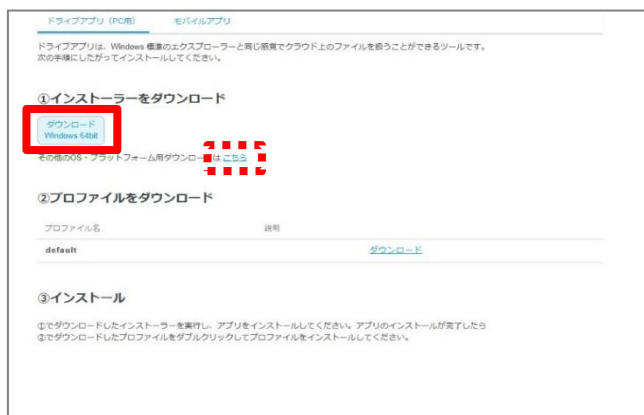 ドライブアプリ（PC用） モバイルアプリ
ドライブアプリは、Windows 標準のエクスプローラーと同じ感覚でクラウド上のファイルを扱うことができるツールです。
次の手順にしたがってインストールしてください。
①インストーラーをダウンロード
ダウンロード
Windows 64bit
その他のOS・プラットフォーム用ダウンロードは こちら
②プロファイルをダウンロード
プロファイル名 説明
default ダウンロード
③インストール
①でダウンロードしたインストーラーを実行し、アプリをインストールしてください。アプリのインストールが完了したら
②でダウンロードしたプロファイルをダブルクリックしてプロファイルをインストールしてください。